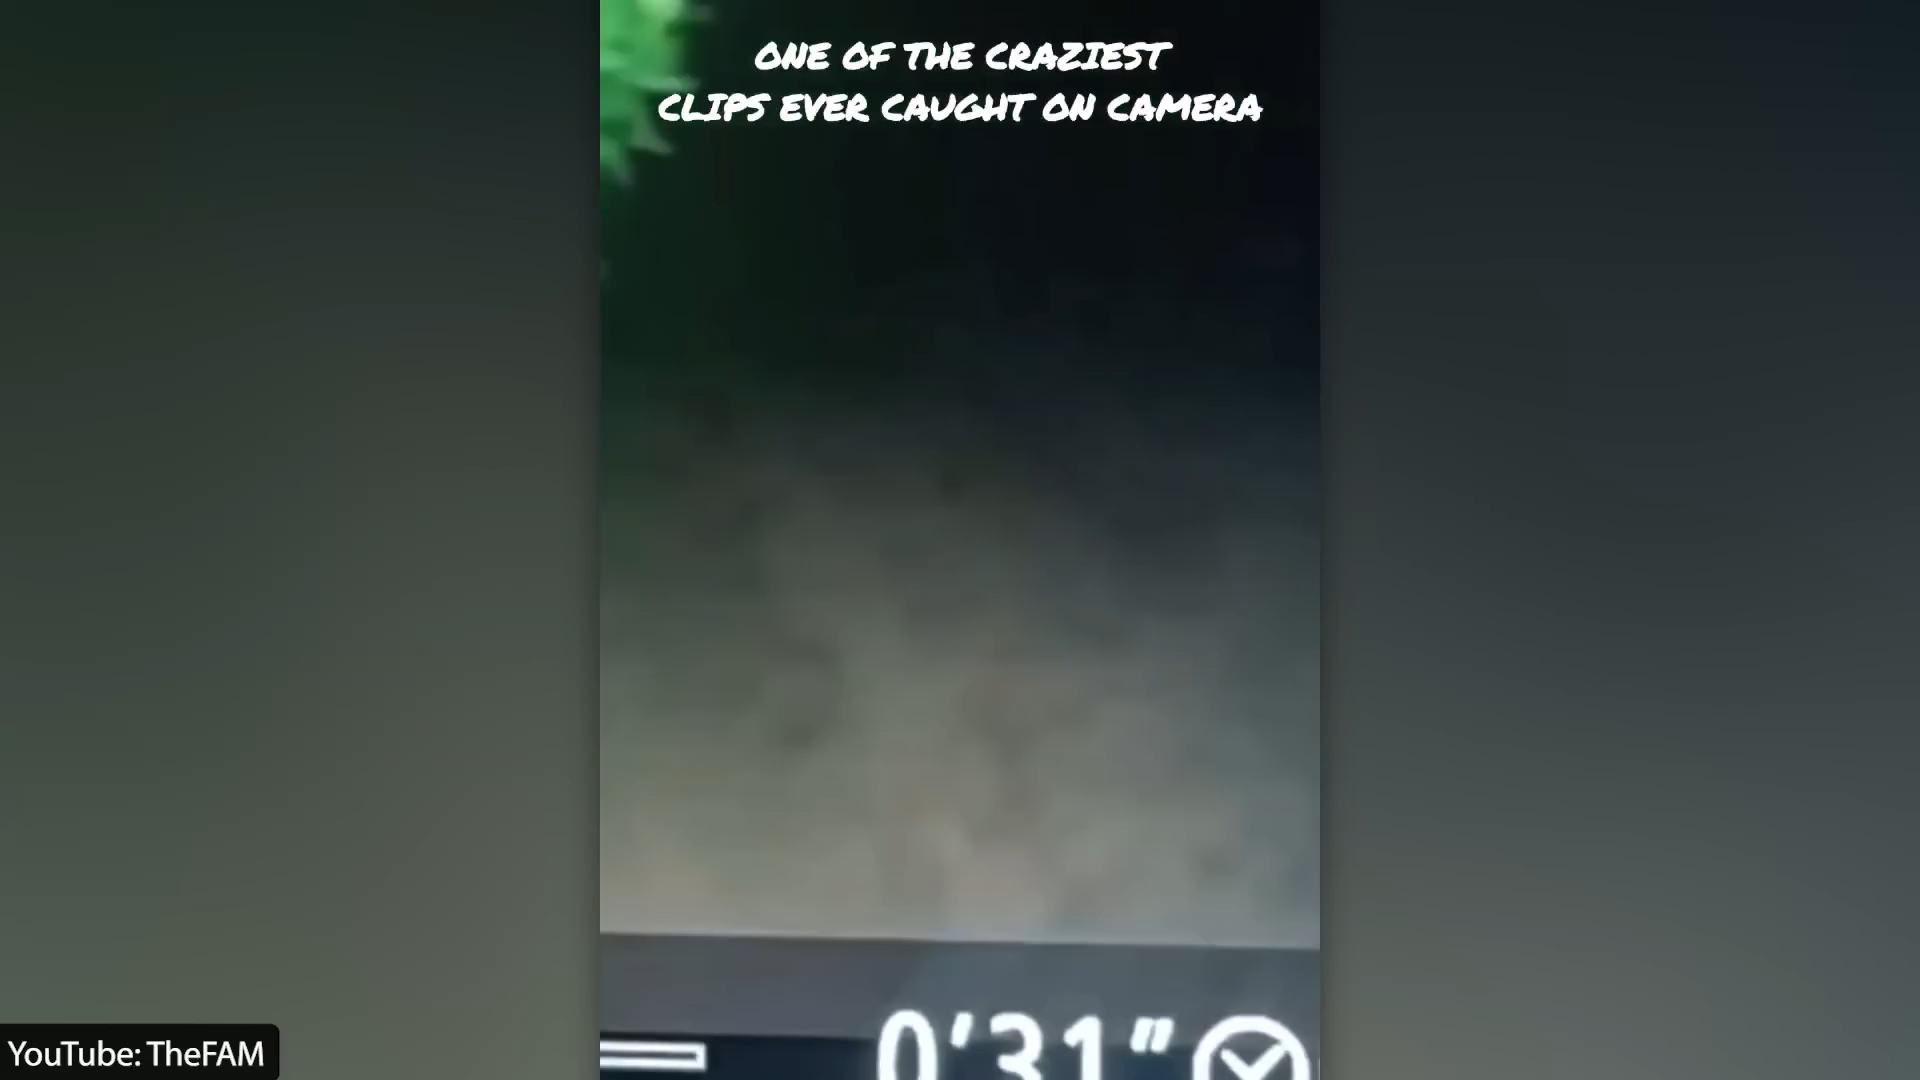 ONE OF THE CRAZIEST
CLIPS EVER CAUGHT ON CAMERA
0'31"
YouTube: TheFAM